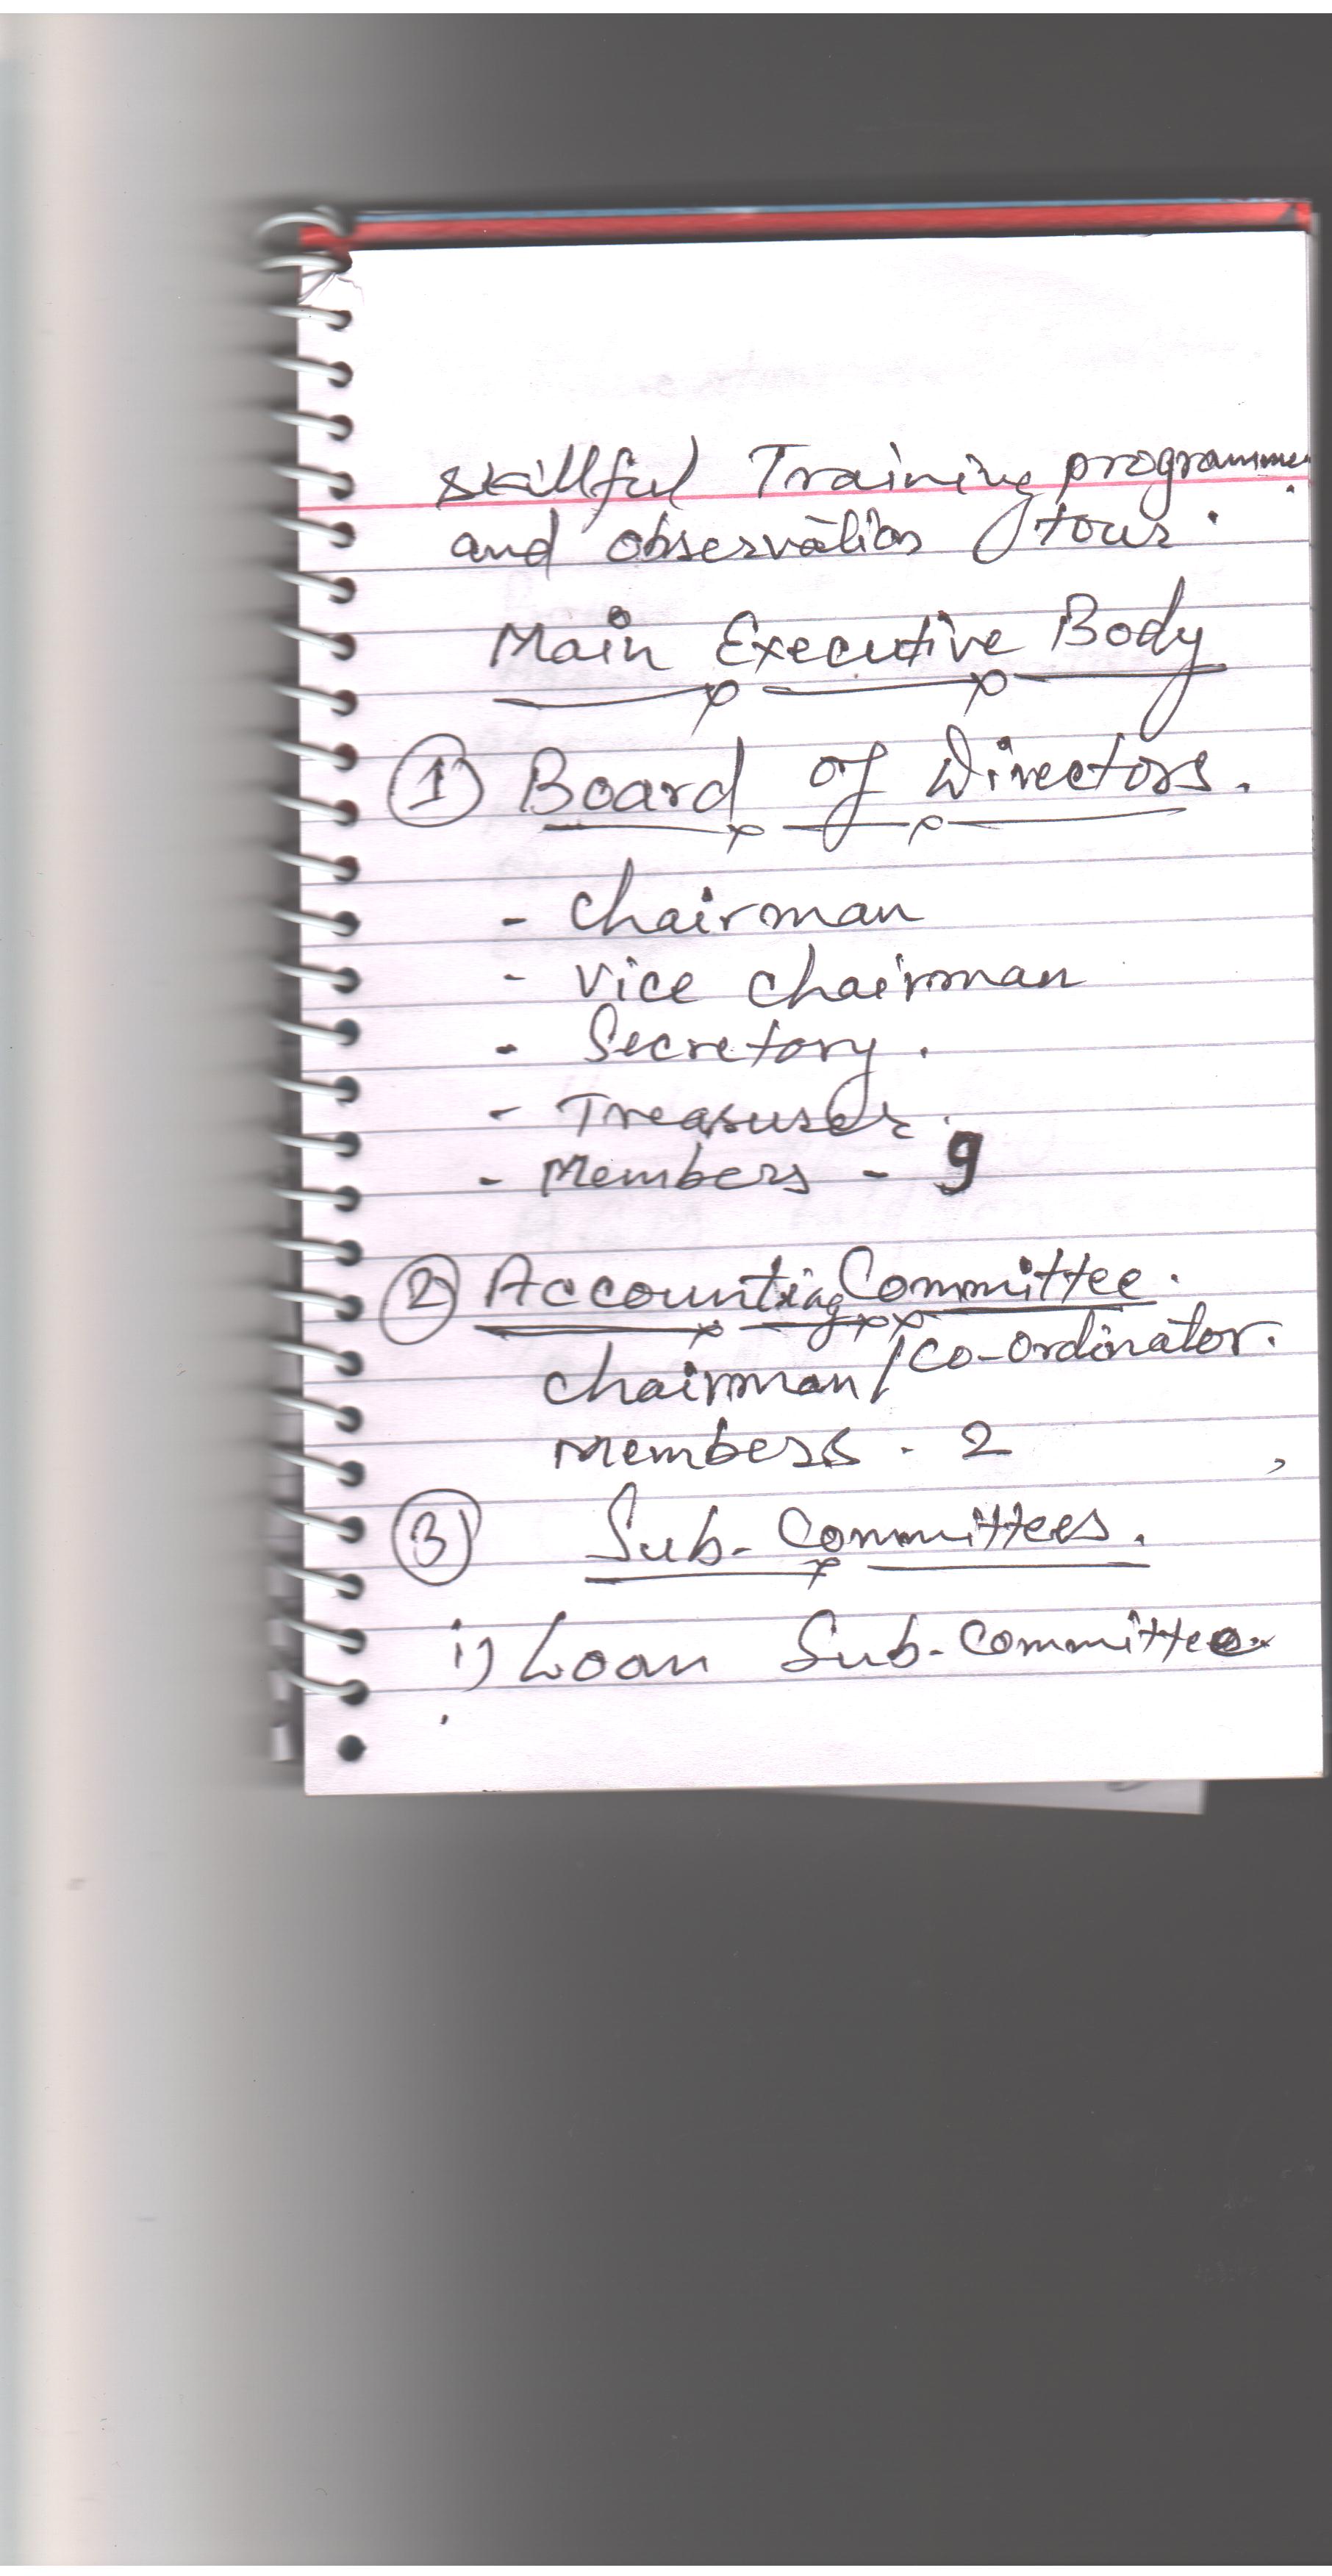 skillful Training programme.
and observation tour.
Main Executive Body
1 Board of Directors.
- Chairman
- Vice chairman
- Secretory.
- Treasurer.
- Members - 9
2 Accounting Committee.
chairman / co-ordinator.
Members. 2
3 Sub-Committees.
i) Loan Sub-Committee.